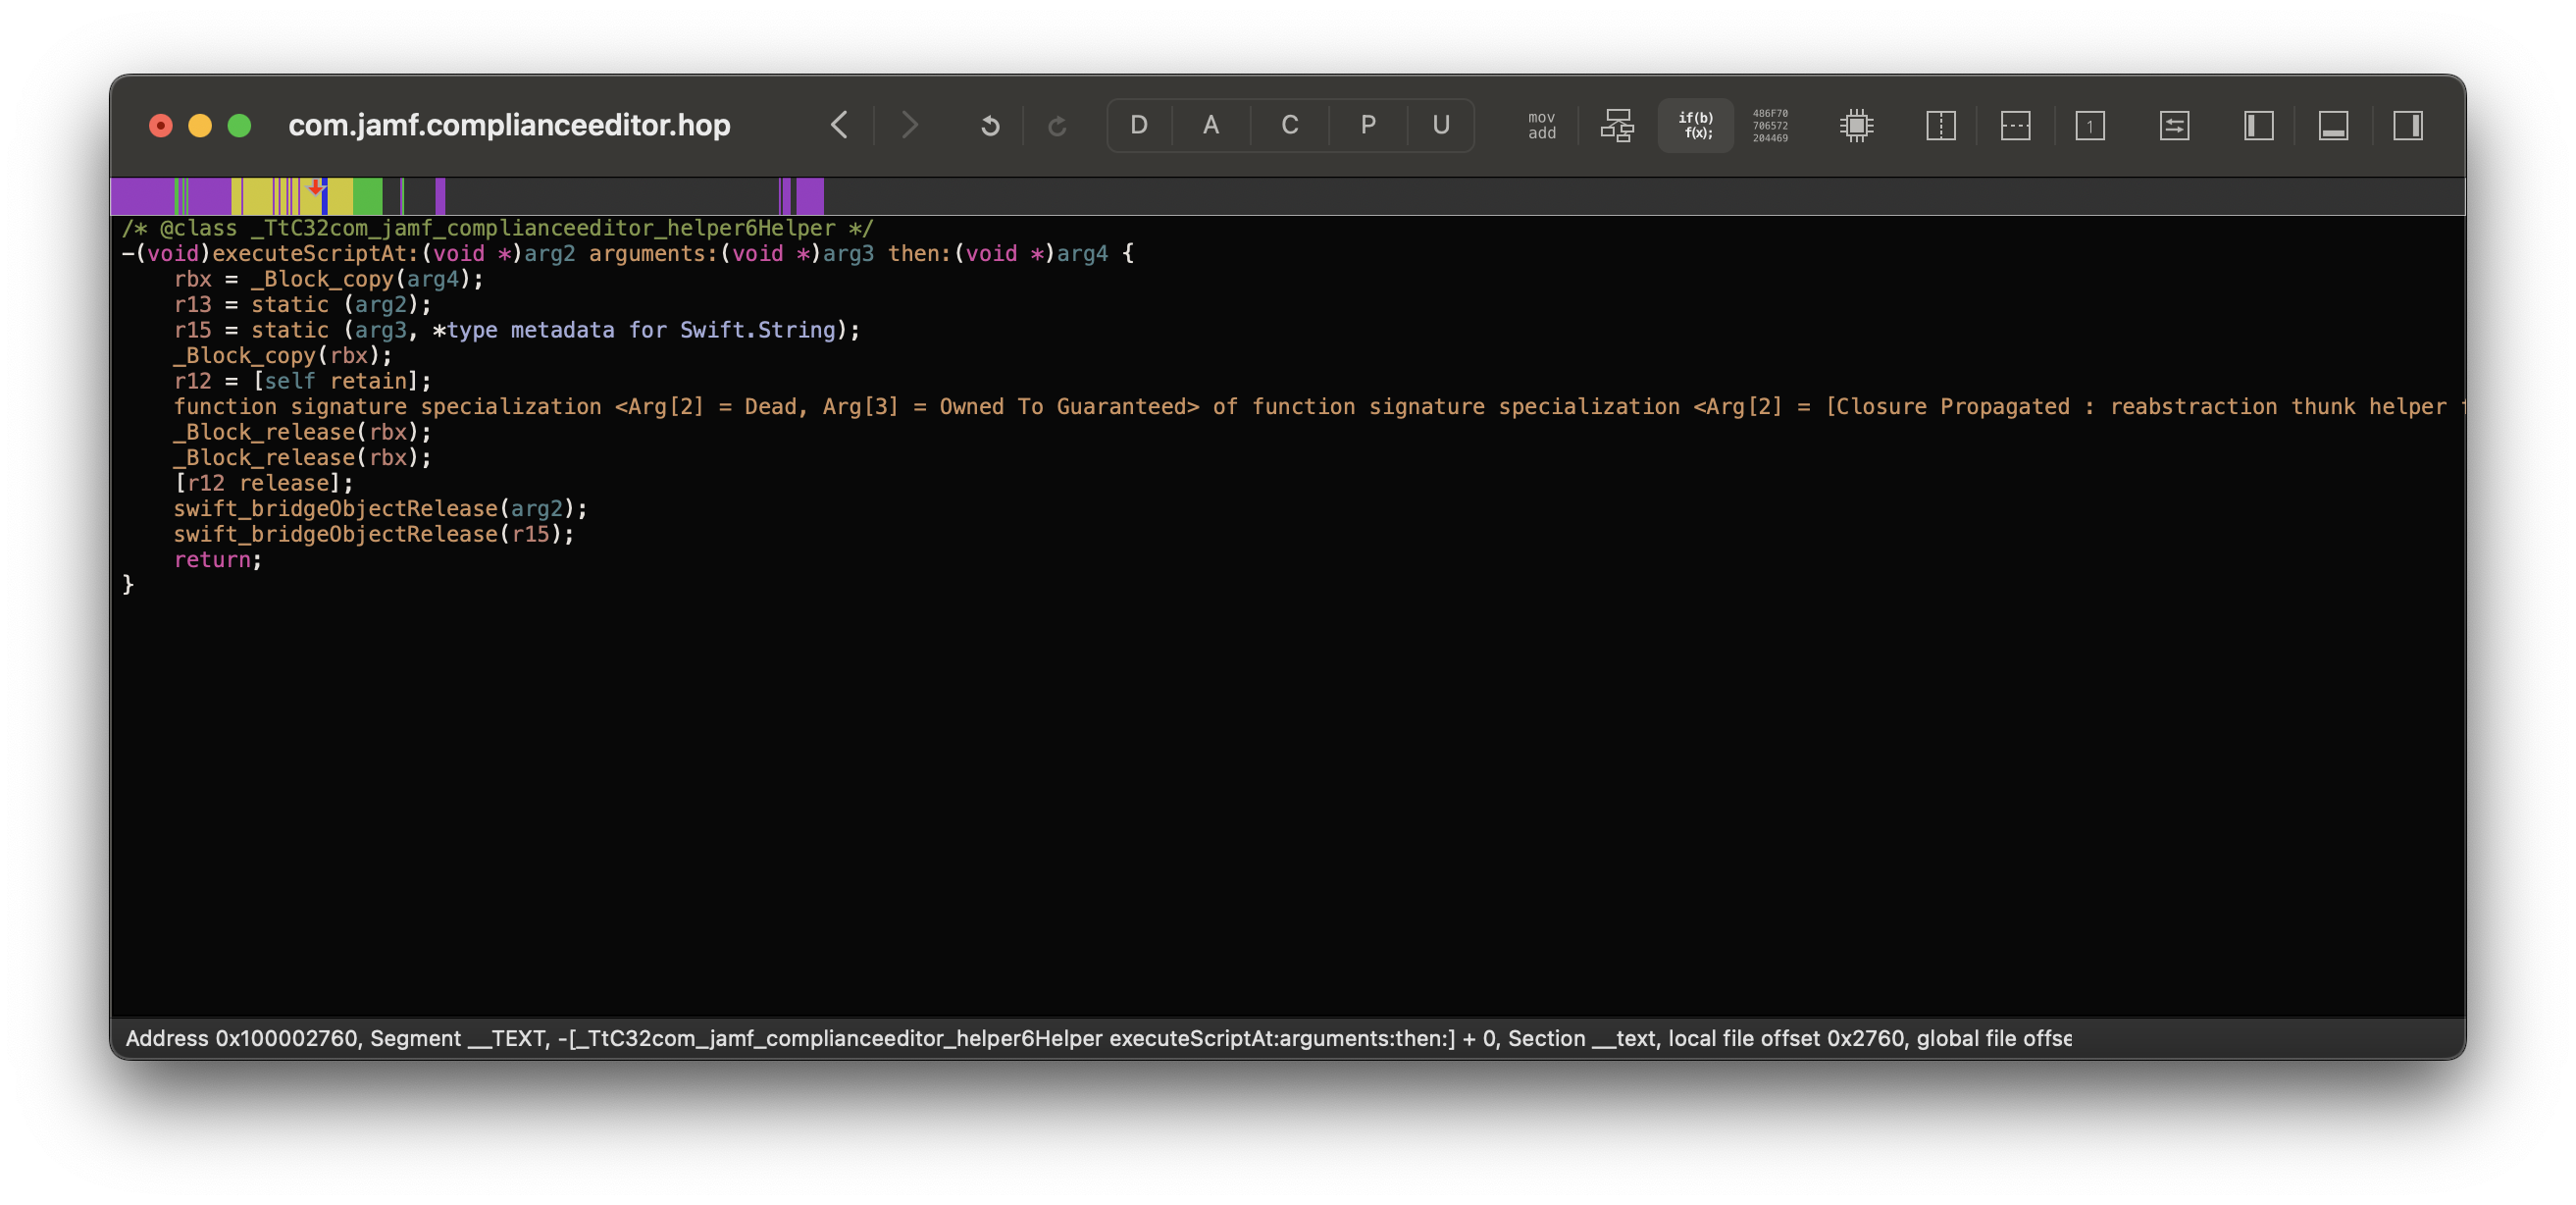 com.jamf.complianceeditor.hop
D A C P U
mov
add
if(b)
f(x);
486F70
706572
204469
1
/* @class _TtC32com_jamf_complianceeditor_helper6Helper */
-(void)executeScriptAt:(void *)arg2 arguments:(void *)arg3 then:(void *)arg4 {
    rbx = _Block_copy(arg4);
    r13 = static (arg2);
    r15 = static (arg3, *type metadata for Swift.String);
    _Block_copy(rbx);
    r12 = [self retain];
    function signature specialization <Arg[2] = Dead, Arg[3] = Owned To Guaranteed> of function signature specialization <Arg[2] = [Closure Propagated : reabstraction thunk helper
    _Block_release(rbx);
    _Block_release(rbx);
    [r12 release];
    swift_bridgeObjectRelease(arg2);
    swift_bridgeObjectRelease(r15);
    return;
}
Address 0x100002760, Segment __TEXT, -[_TtC32com_jamf_complianceeditor_helper6Helper executeScriptAt:arguments:then:] + 0, Section __text, local file offset 0x2760, global file offse